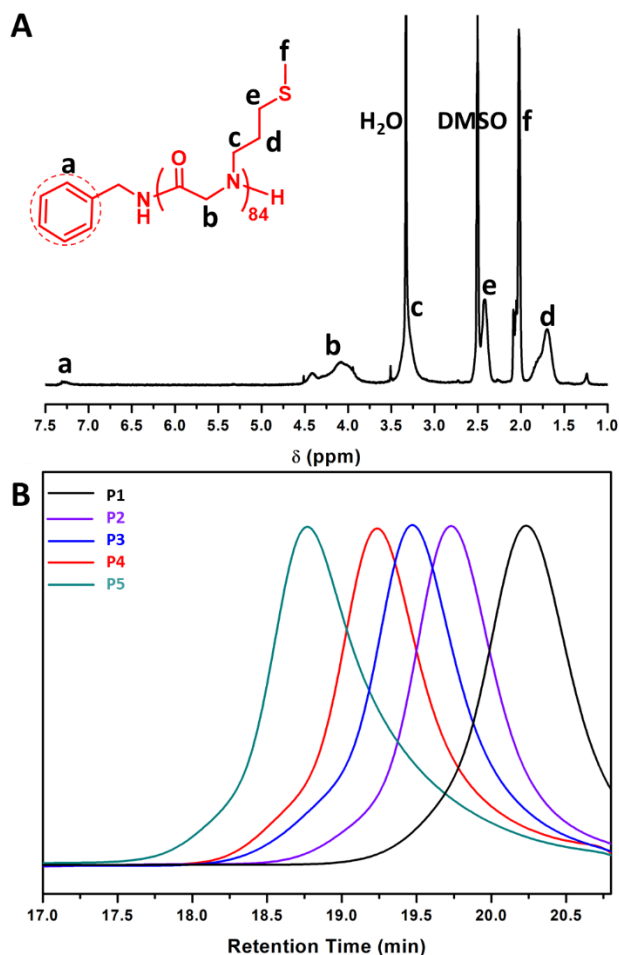 A
f
S
e
a
c
d
O
N
H
N
H
b
84
H₂O
DMSO
f
c
e
b
d
a
7.5 7.0 6.5 6.0 5.5 5.0 4.5 4.0 3.5 3.0 2.5 2.0 1.5 1.0
δ (ppm)
B
P1
P2
P3
P4
P5
17.0 17.5 18.0 18.5 19.0 19.5 20.0 20.5
Retention Time (min)